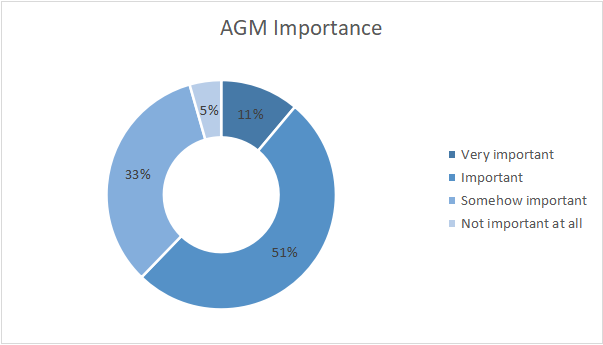 AGM Importance
5%
11%
33%
51%
Very important
Important
Somehow important
Not important at all